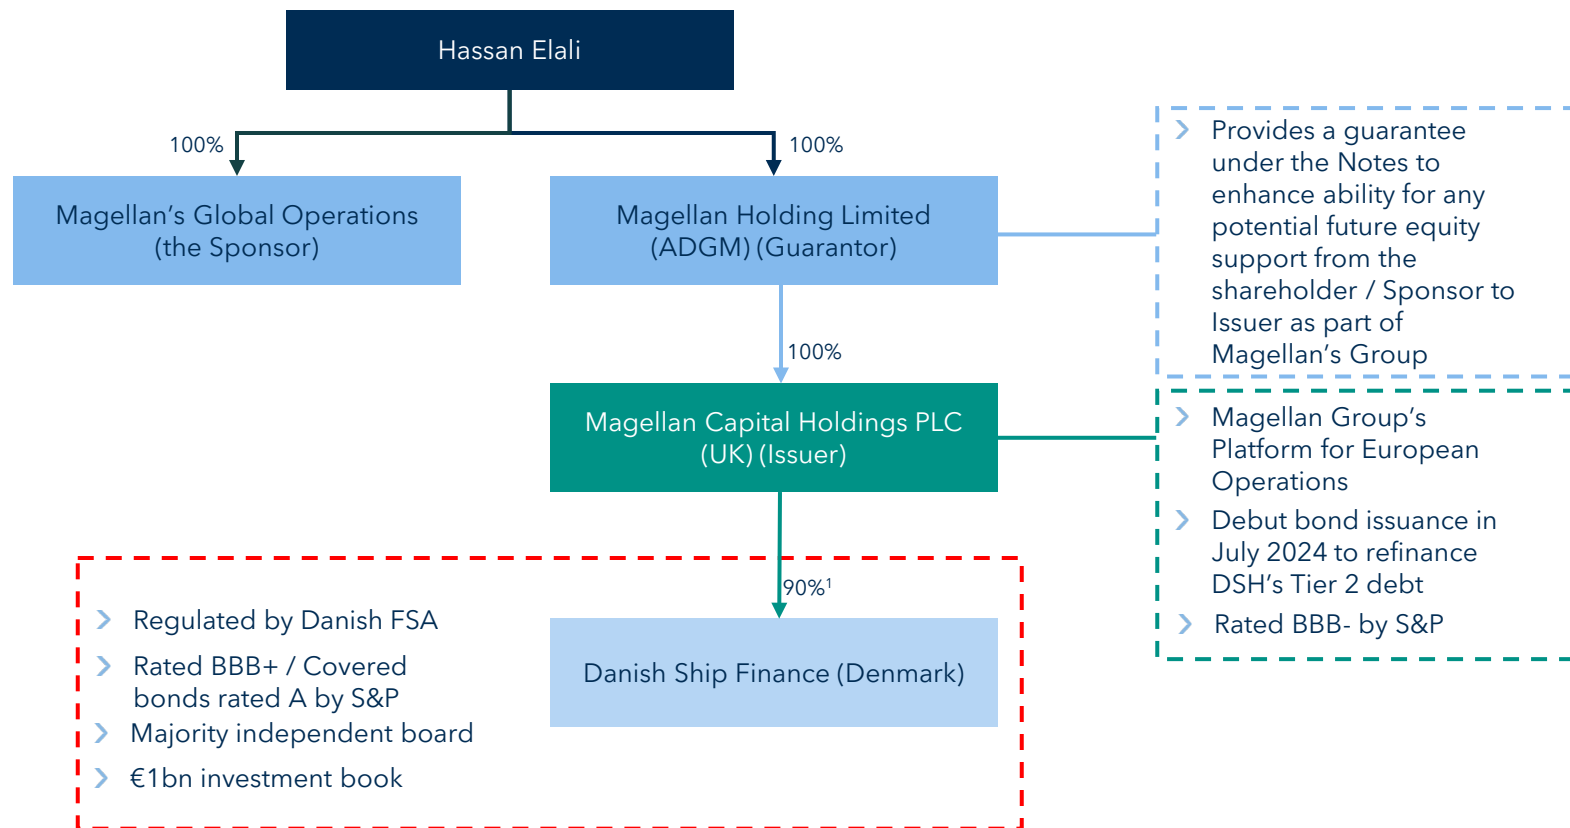 Hassan Elali
100%
100%
Magellan’s Global Operations
(the Sponsor)
Magellan Holding Limited
(ADGM) (Guarantor)
Provides a guarantee
under the Notes to
enhance ability for any
potential future equity
support from the
shareholder / Sponsor to
Issuer as part of
Magellan’s Group
100%
Magellan Capital Holdings PLC
(UK) (Issuer)
Magellan Group’s
Platform for European
Operations
Debut bond issuance in
July 2024 to refinance
DSH’s Tier 2 debt
Rated BBB- by S&P
90%¹
Regulated by Danish FSA
Rated BBB+ / Covered
bonds rated A by S&P
Majority independent board
€1bn investment book
Danish Ship Finance (Denmark)